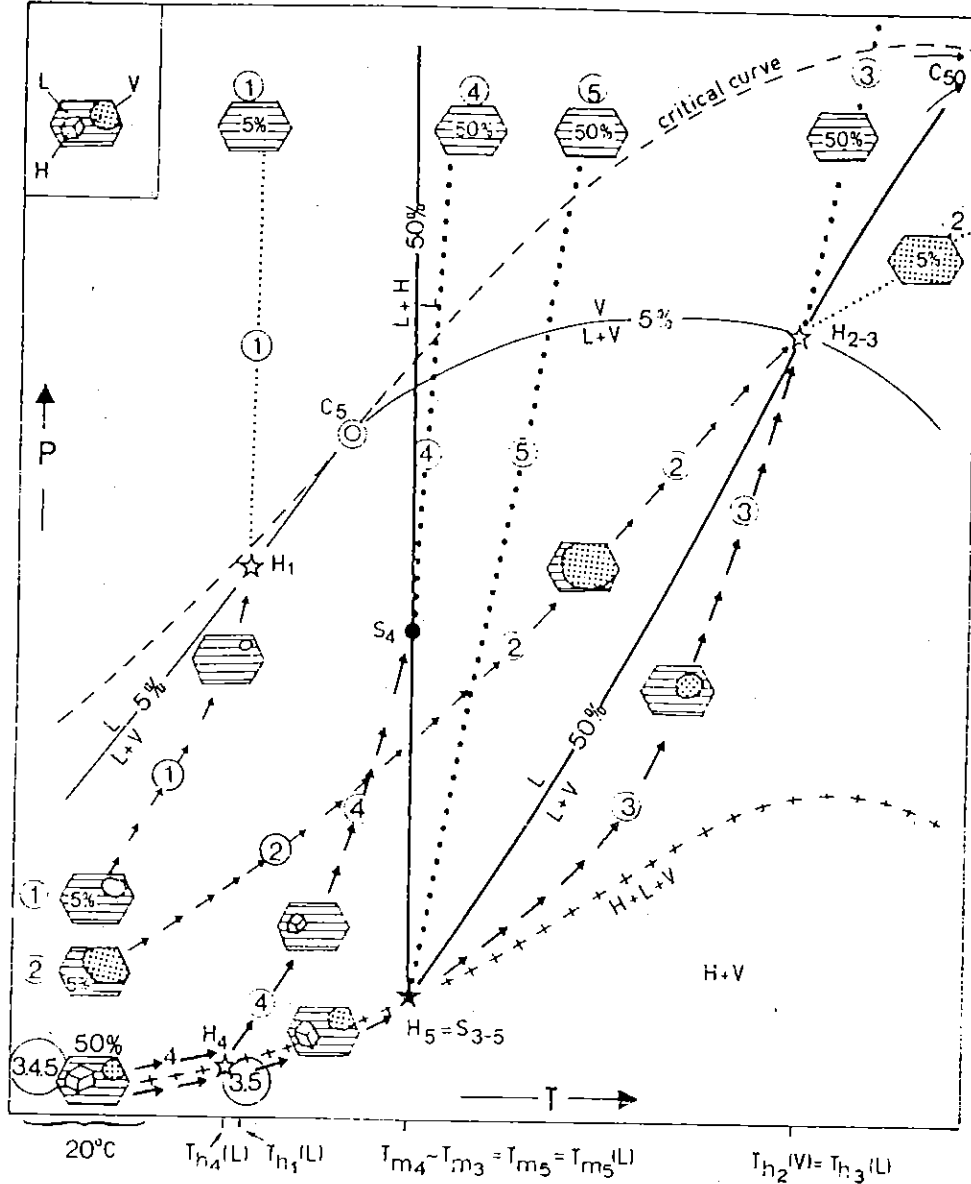 L V
H
1
5%
4
50%
5
50%
critical curve
3
50%
C50
2
5%
50%
L+H
L
V
L+V
5%
H2-3
1
C5
P
4
5
2
3
H1
S4
2
5%
L
L+V
50%
L
L+V
1
4
3
2
1
5%
2
5%
H+L+V
H+V
4
H5 = S3-5
50%
3.4.5
4
H4
3.5
T
20°C
Th4(L) Th1(L) Tm4~Tm3 = Tm5 = Tm5(L) Th2(V) = Th3(L)